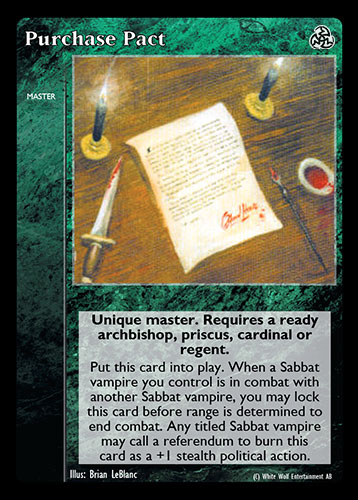 Purchase Pact
MASTER
Unique master. Requires a ready
archbishop, priscus, cardinal or
regent.
Put this card into play. When a Sabbat
vampire you control is in combat with
another Sabbat vampire, you may lock
this card before range is determined to
end combat. Any titled Sabbat vampire
may call a referendum to burn this
card as a +1 stealth political action.
Illus: Brian LeBlanc
(C) White Wolf Entertainment AB